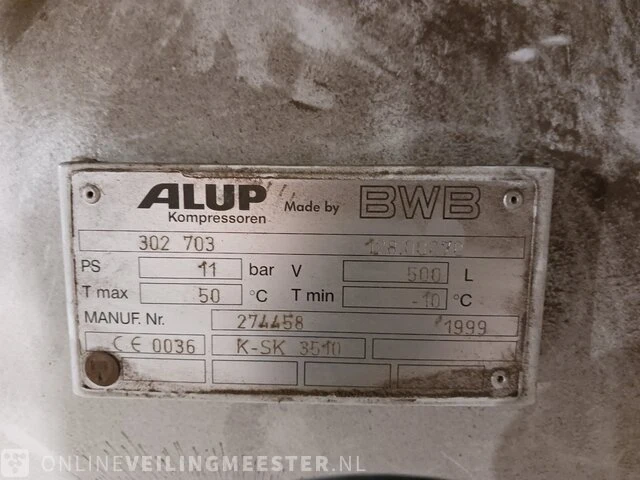 ALUP Kompressoren Made by BWB
302 703
PS 11 bar V 500 L
T max 50 °C T min -10 °C
MANUF. Nr. 274458 1999
CE 0036 K-SK 3510
ONLINEVEILINGMEESTER.NL